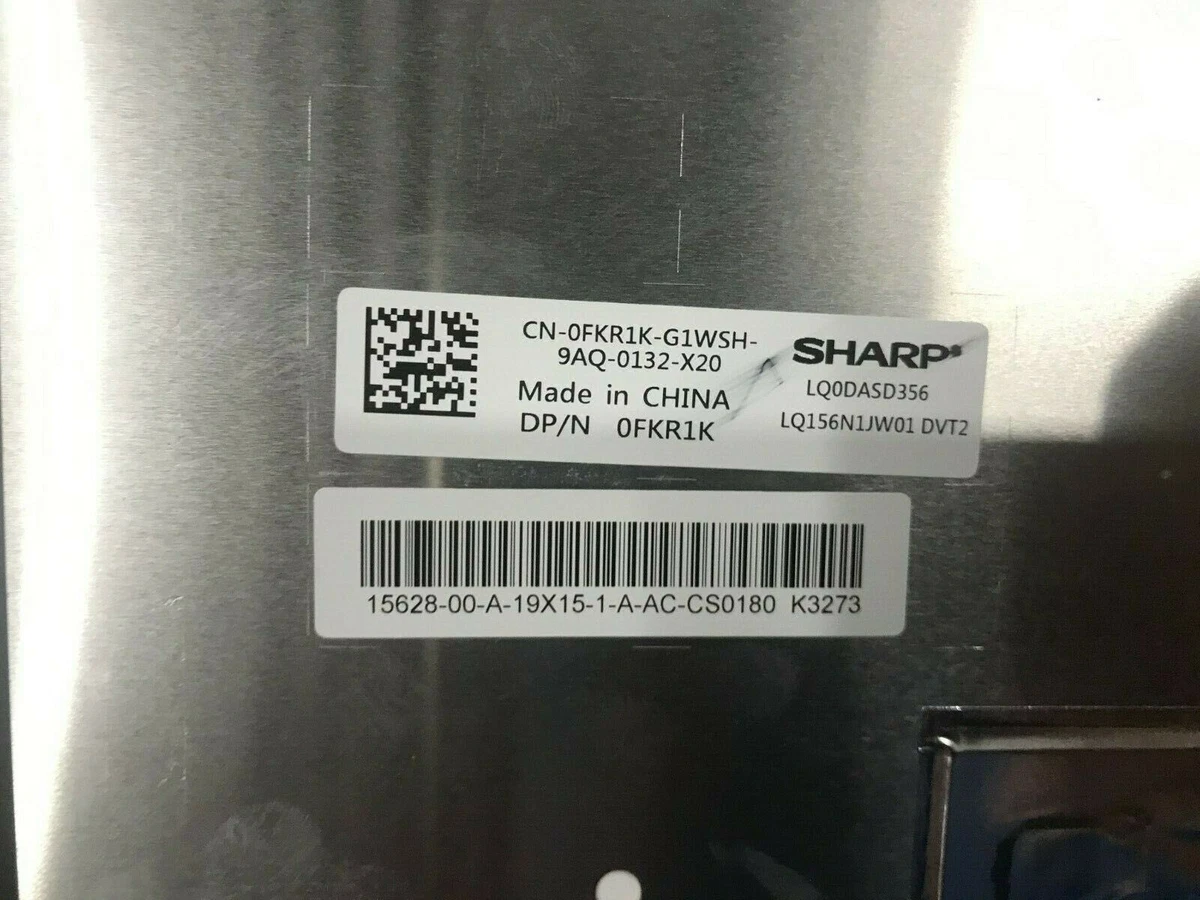 CN-0FKR1K-G1WSH-
9AQ-0132-X20
Made in CHINA
DP/N 0FKR1K
SHARP
LQ0DASD356
LQ156N1JW01 DVT2
15628-00-A-19X15-1-A-AC-CS0180 K3273